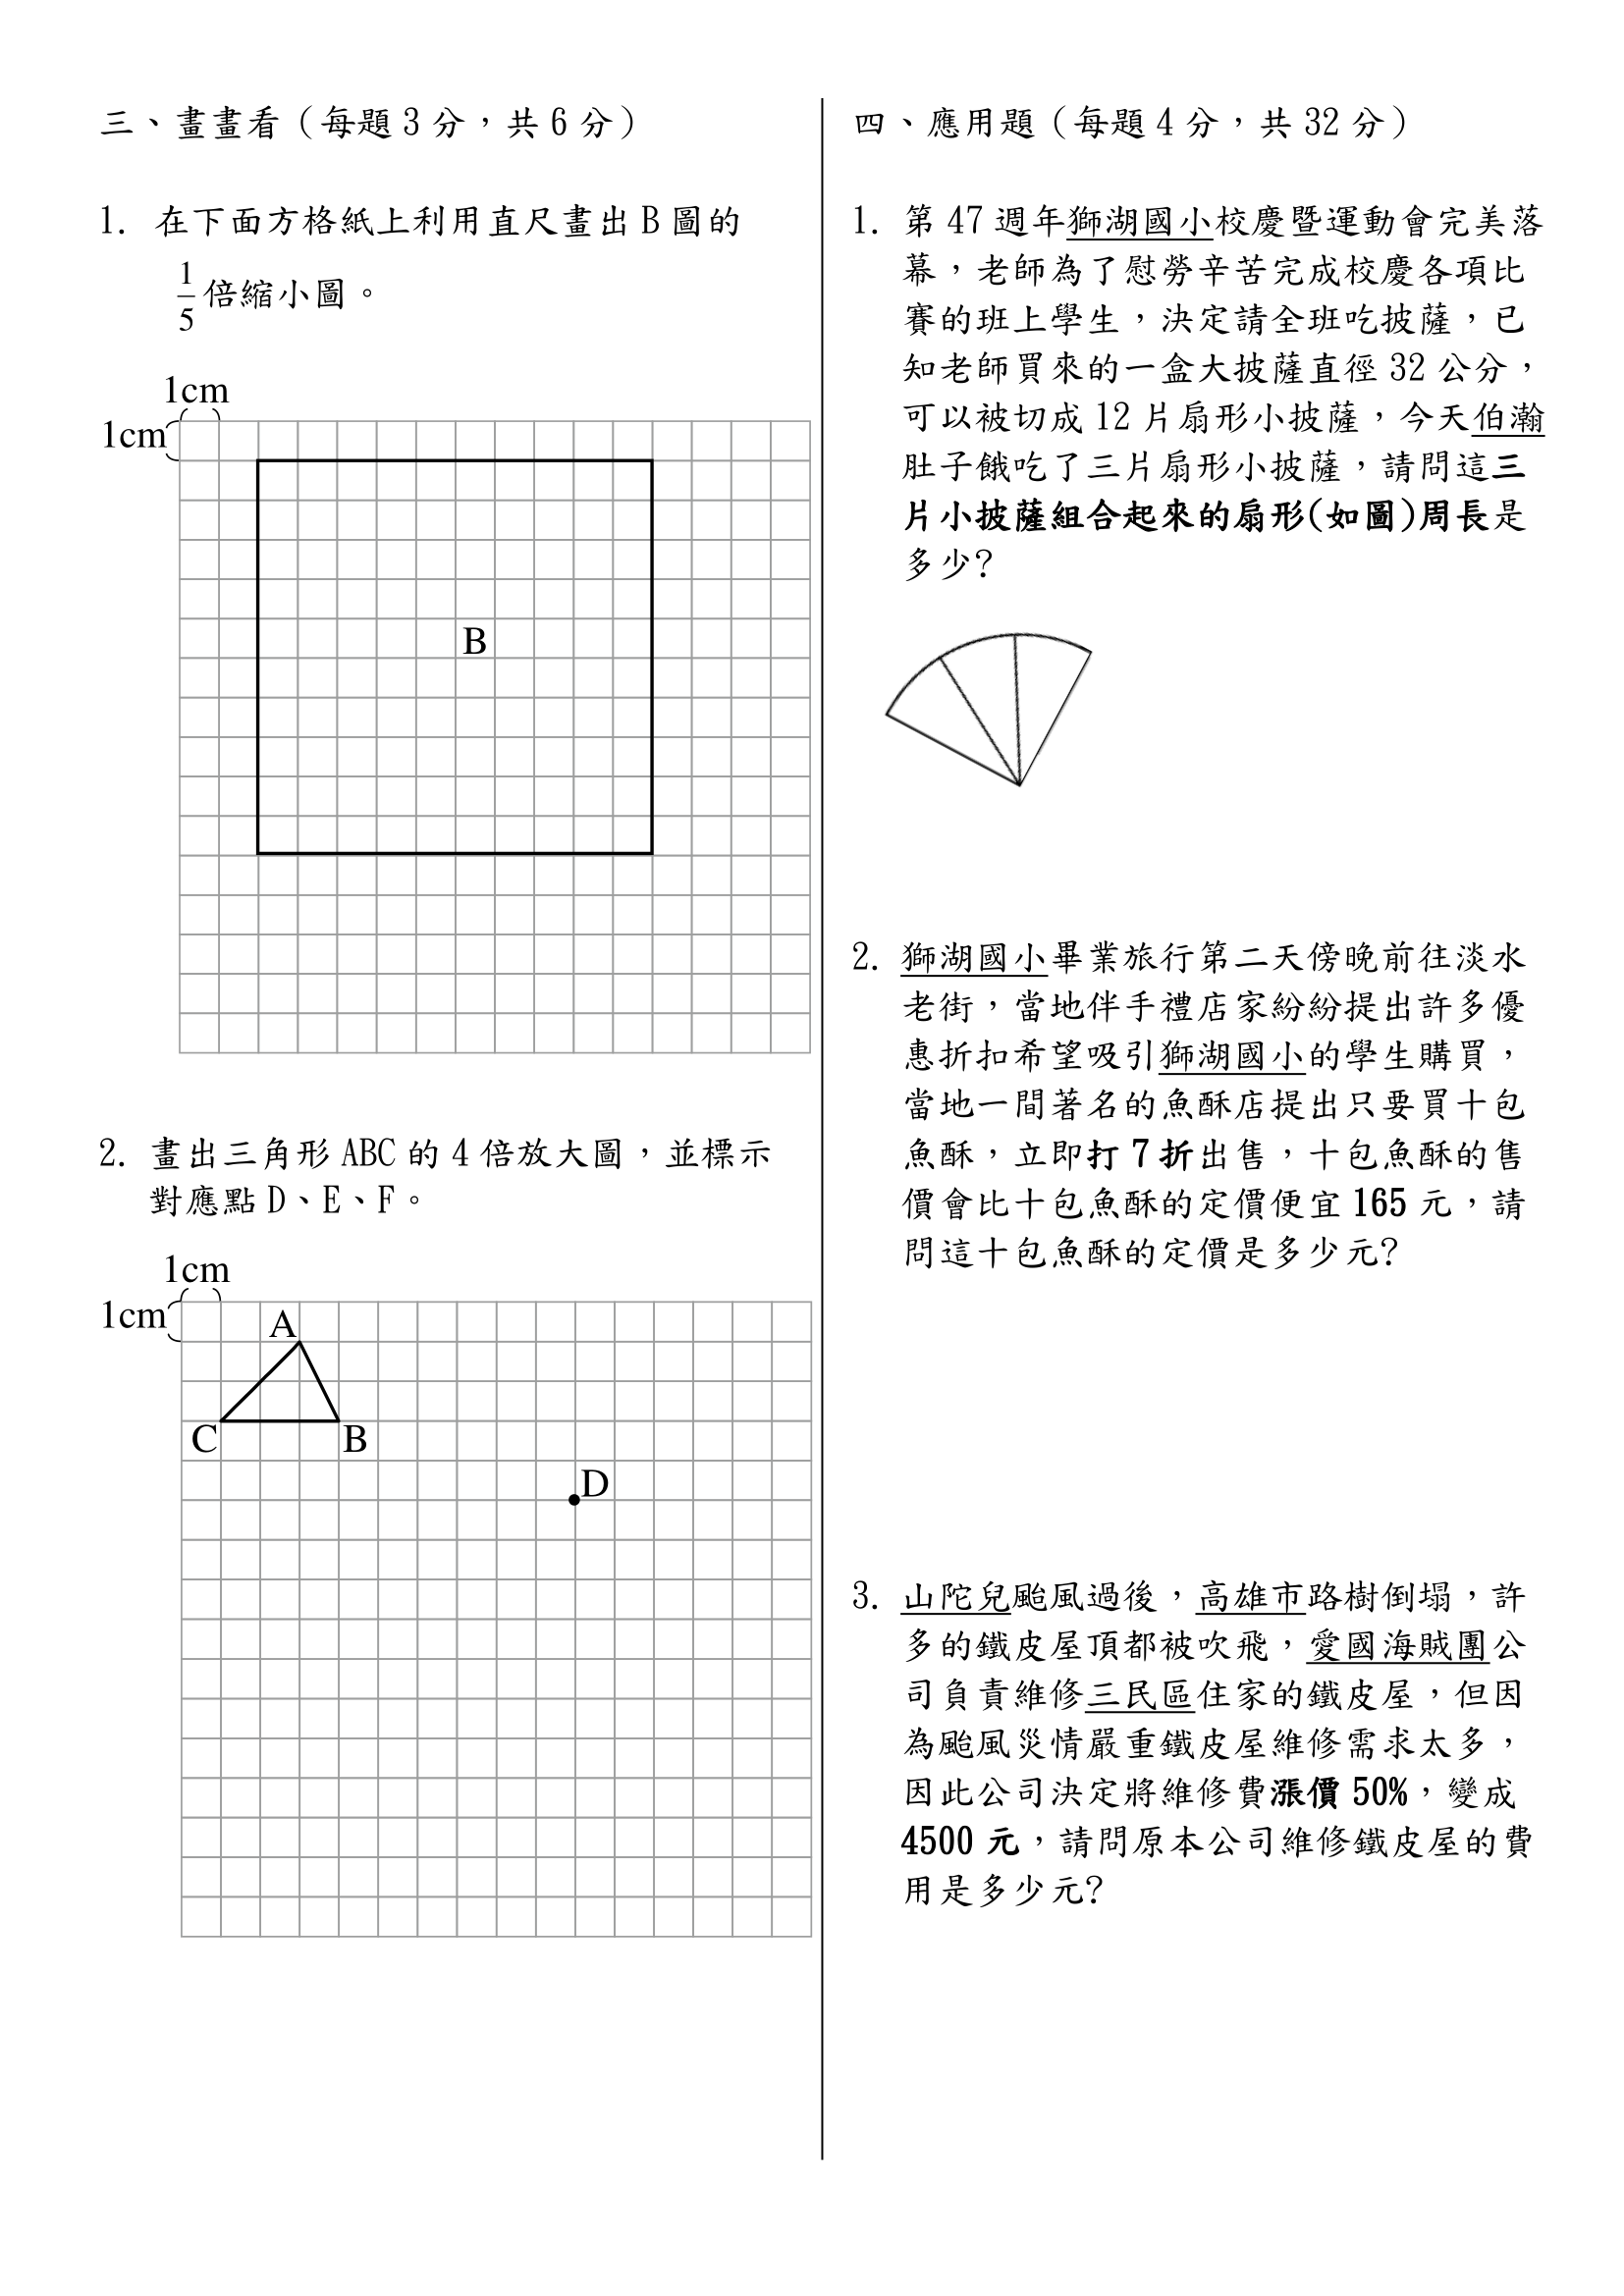 三、畫畫看（每題 3 分，共 6 分）
1. 在下面方格紙上利用直尺畫出 B 圖的
1/5 倍縮小圖。
1cm
1cm
B
2. 畫出三角形 ABC 的 4 倍放大圖，並標示
對應點 D、E、F。
1cm
1cm
A
C
B
D
四、應用題（每題 4 分，共 32 分）
1. 第 47 週年獅湖國小校慶暨運動會完美落
幕，老師為了慰勞辛苦完成校慶各項比
賽的班上學生，決定請全班吃披薩，已
知老師買來的一盒大披薩直徑 32 公分，
可以被切成 12 片扇形小披薩，今天伯瀚
肚子餓吃了三片扇形小披薩，請問這三
片小披薩組合起來的扇形(如圖)周長是
多少?
2. 獅湖國小畢業旅行第二天傍晚前往淡水
老街，當地伴手禮店家紛紛提出許多優
惠折扣希望吸引獅湖國小的學生購買，
當地一間著名的魚酥店提出只要買十包
魚酥，立即打 7 折出售，十包魚酥的售
價會比十包魚酥的定價便宜 165 元，請
問這十包魚酥的定價是多少元?
3. 山陀兒颱風過後，高雄市路樹倒塌，許
多的鐵皮屋頂都被吹飛，愛國海賊團公
司負責維修三民區住家的鐵皮屋，但因
為颱風災情嚴重鐵皮屋維修需求太多，
因此公司決定將維修費漲價 50%，變成
4500 元，請問原本公司維修鐵皮屋的費
用是多少元?